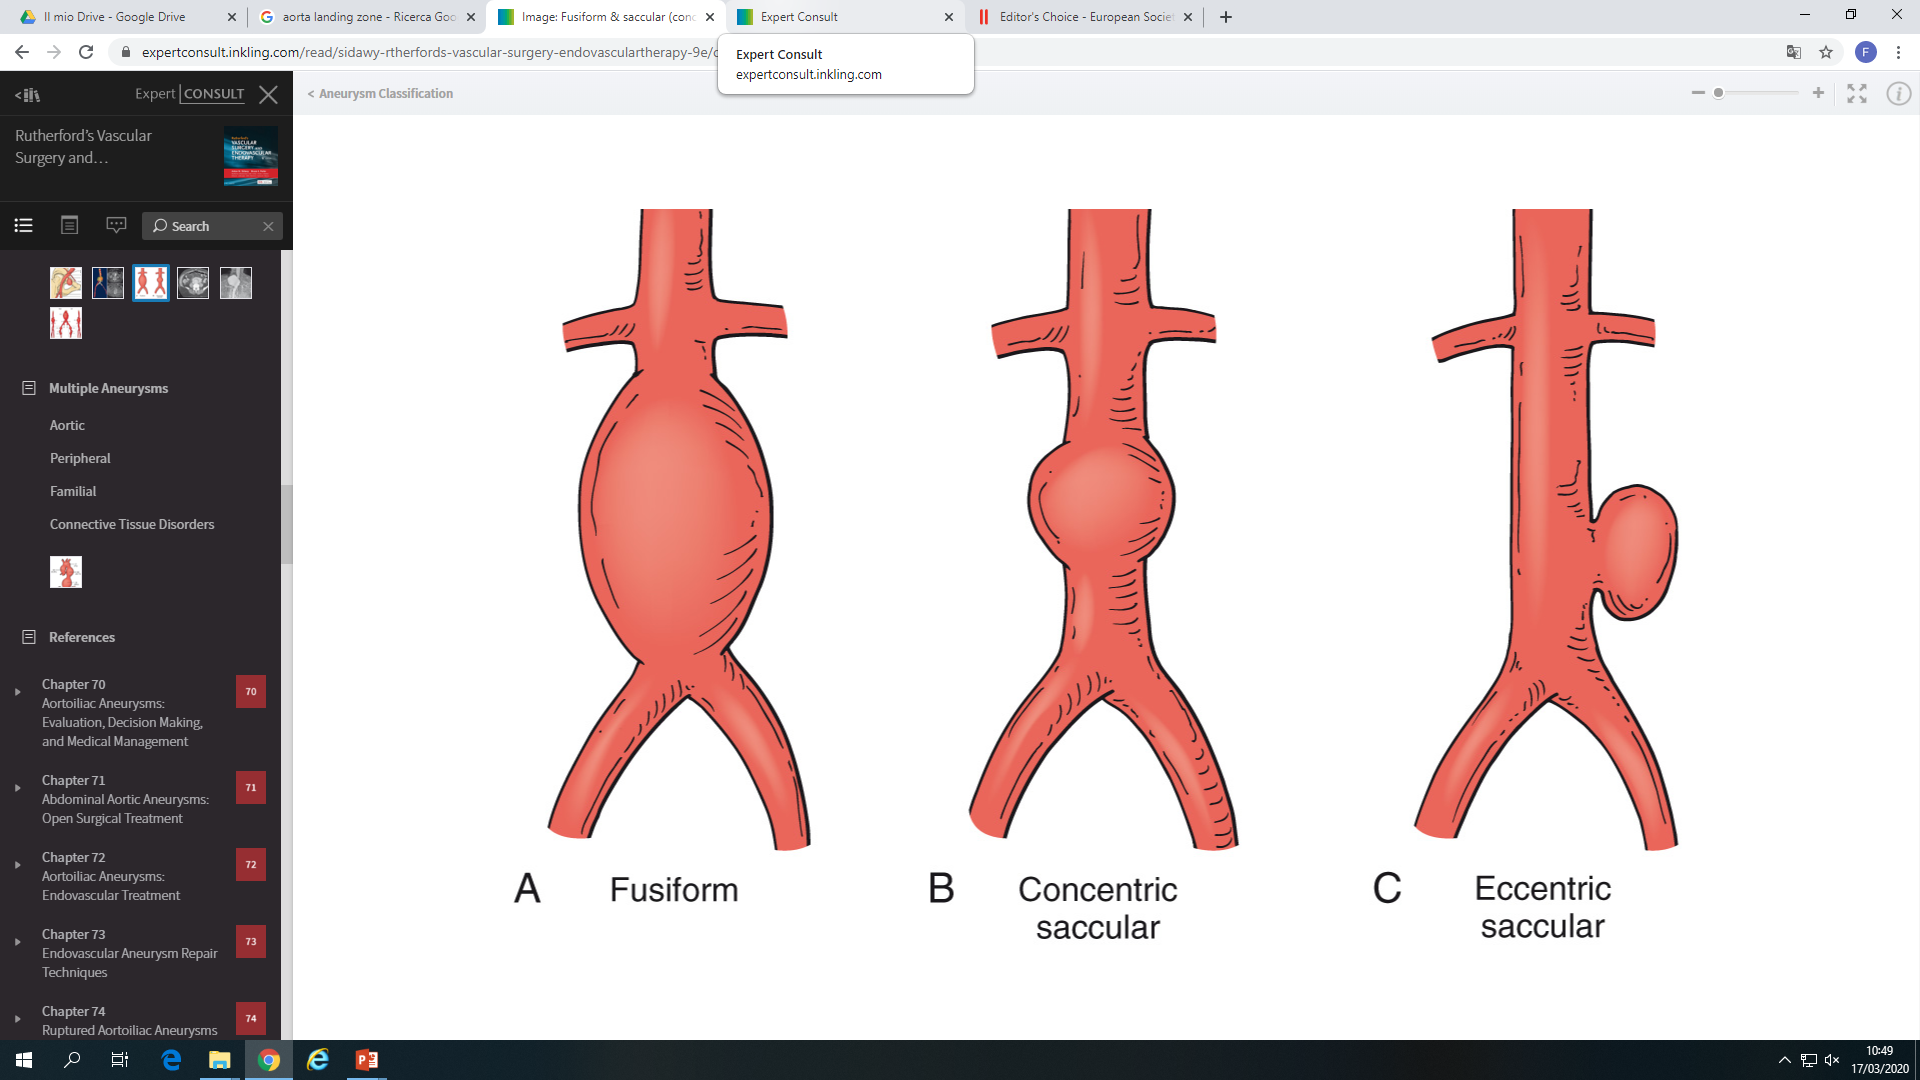 Il mio Drive - Google Drive
aorta landing zone - Ricerca Goo
Image: Fusiform & saccular (conc
Expert Consult
Editor's Choice - European Socie
expertconsult.inkling.com/read/sidawy-rtherfords-vascular-surgery-endovasculartherapy-9e/c
F
Expert Consult
expertconsult.inkling.com
Expert CONSULT
< Aneurysm Classification
Rutherford's Vascular
Surgery and…
Search
Multiple Aneurysms
Aortic
Peripheral
Familial
Connective Tissue Disorders
References
Chapter 70
Aortoiliac Aneurysms:
Evaluation, Decision Making,
and Medical Management
70
Chapter 71
Abdominal Aortic Aneurysms:
Open Surgical Treatment
71
Chapter 72
Aortoiliac Aneurysms:
Endovascular Treatment
72
Chapter 73
Endovascular Aneurysm Repair
Techniques
73
Chapter 74
Ruptured Aortoiliac Aneurysms
74
A Fusiform
B Concentric
saccular
C Eccentric
saccular
10:49
17/03/2020